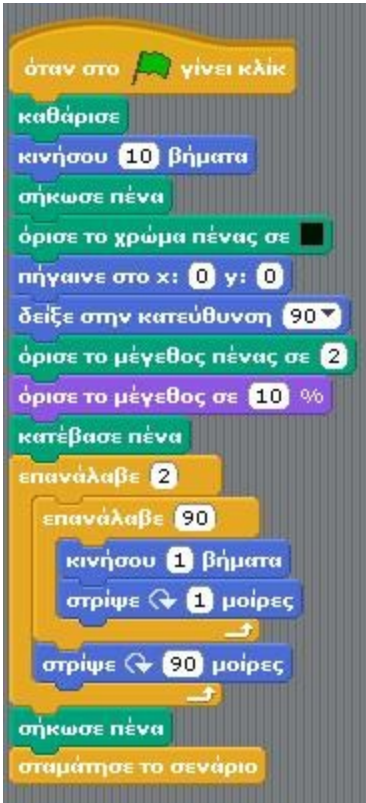 όταν στο γίνει κλίκ
καθάρισε
κινήσου 10 βήματα
σήκωσε πένα
όρισε το χρώμα πένας σε
πήγαινε στο x: 0 y: 0
δείξε στην κατεύθυνση 90
όρισε το μέγεθος πένας σε 2
όρισε το μέγεθος σε 10 %
κατέβασε πένα
επανάλαβε 2
επανάλαβε 90
κινήσου 1 βήματα
στρίψε 1 μοίρες
στρίψε 90 μοίρες
σήκωσε πένα
σταμάτησε το σενάριο